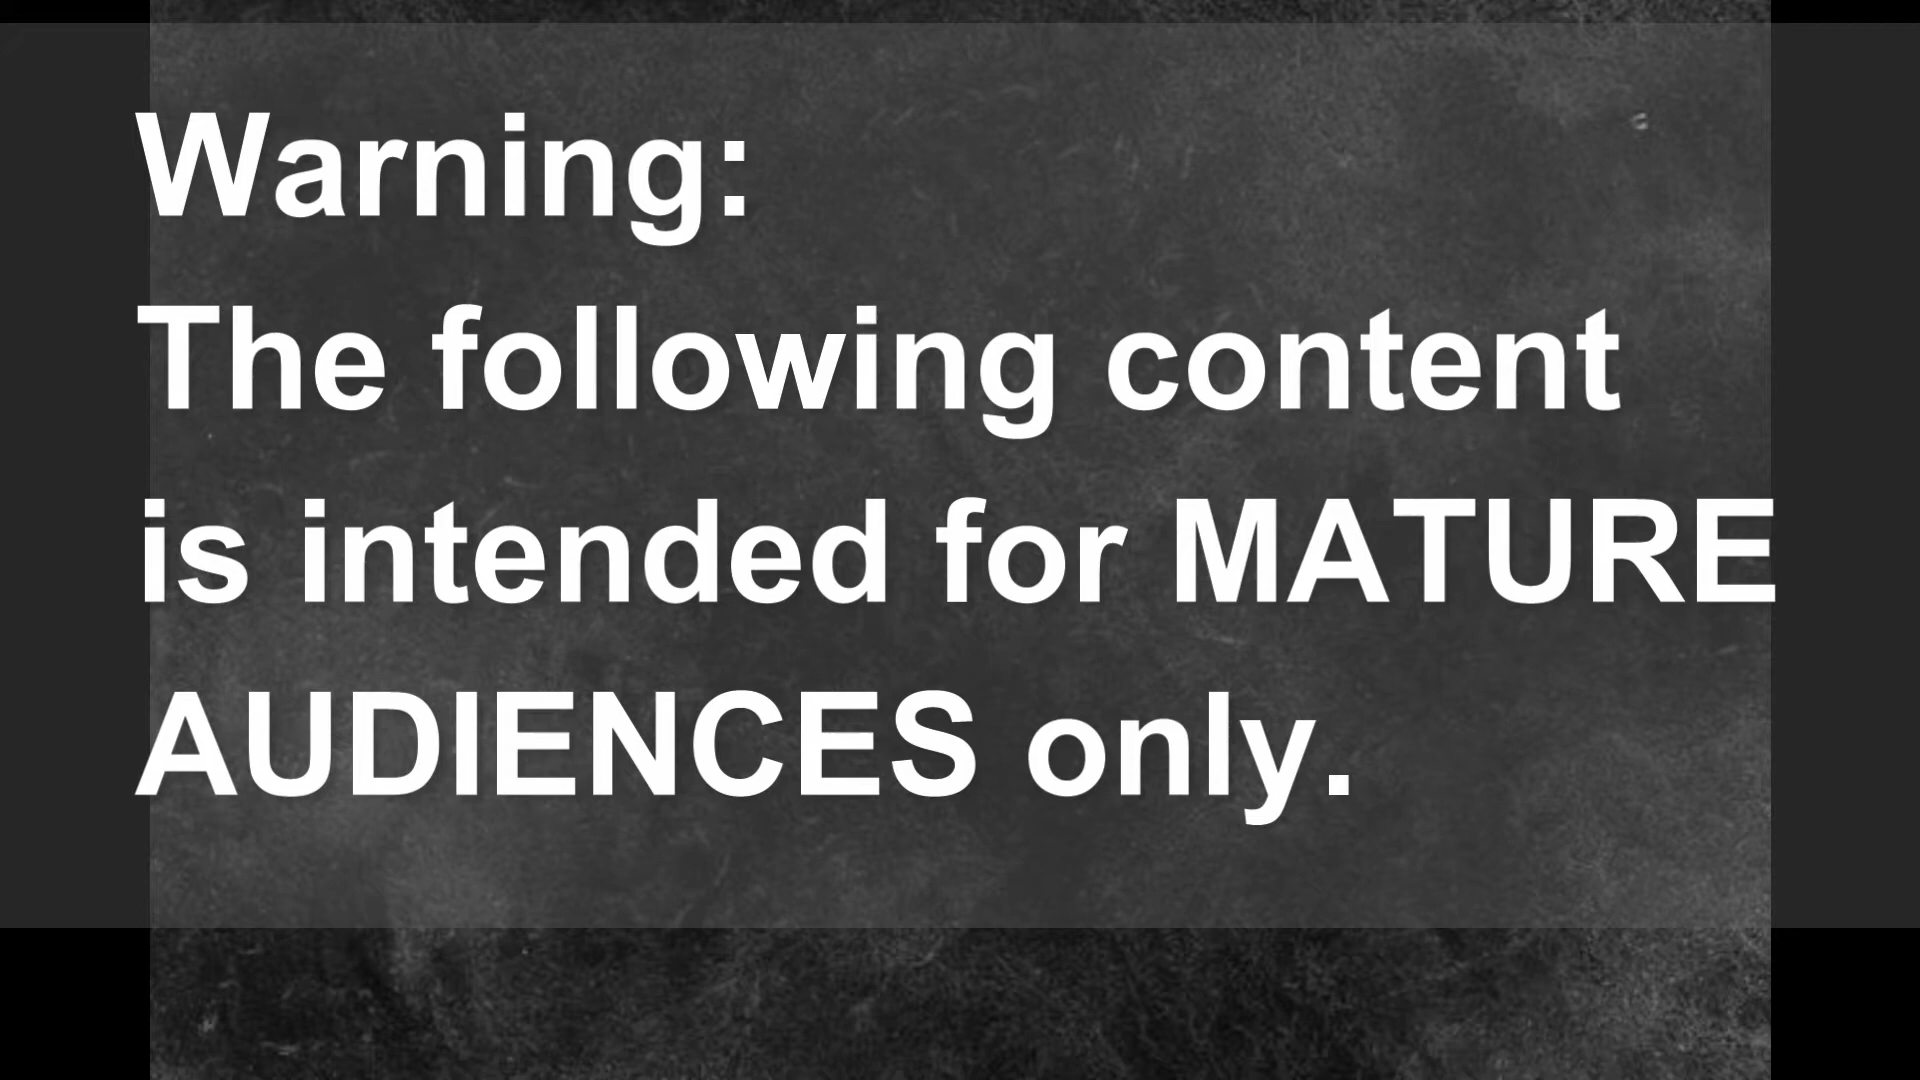 Warning:
The following content
is intended for MATURE
AUDIENCES only.